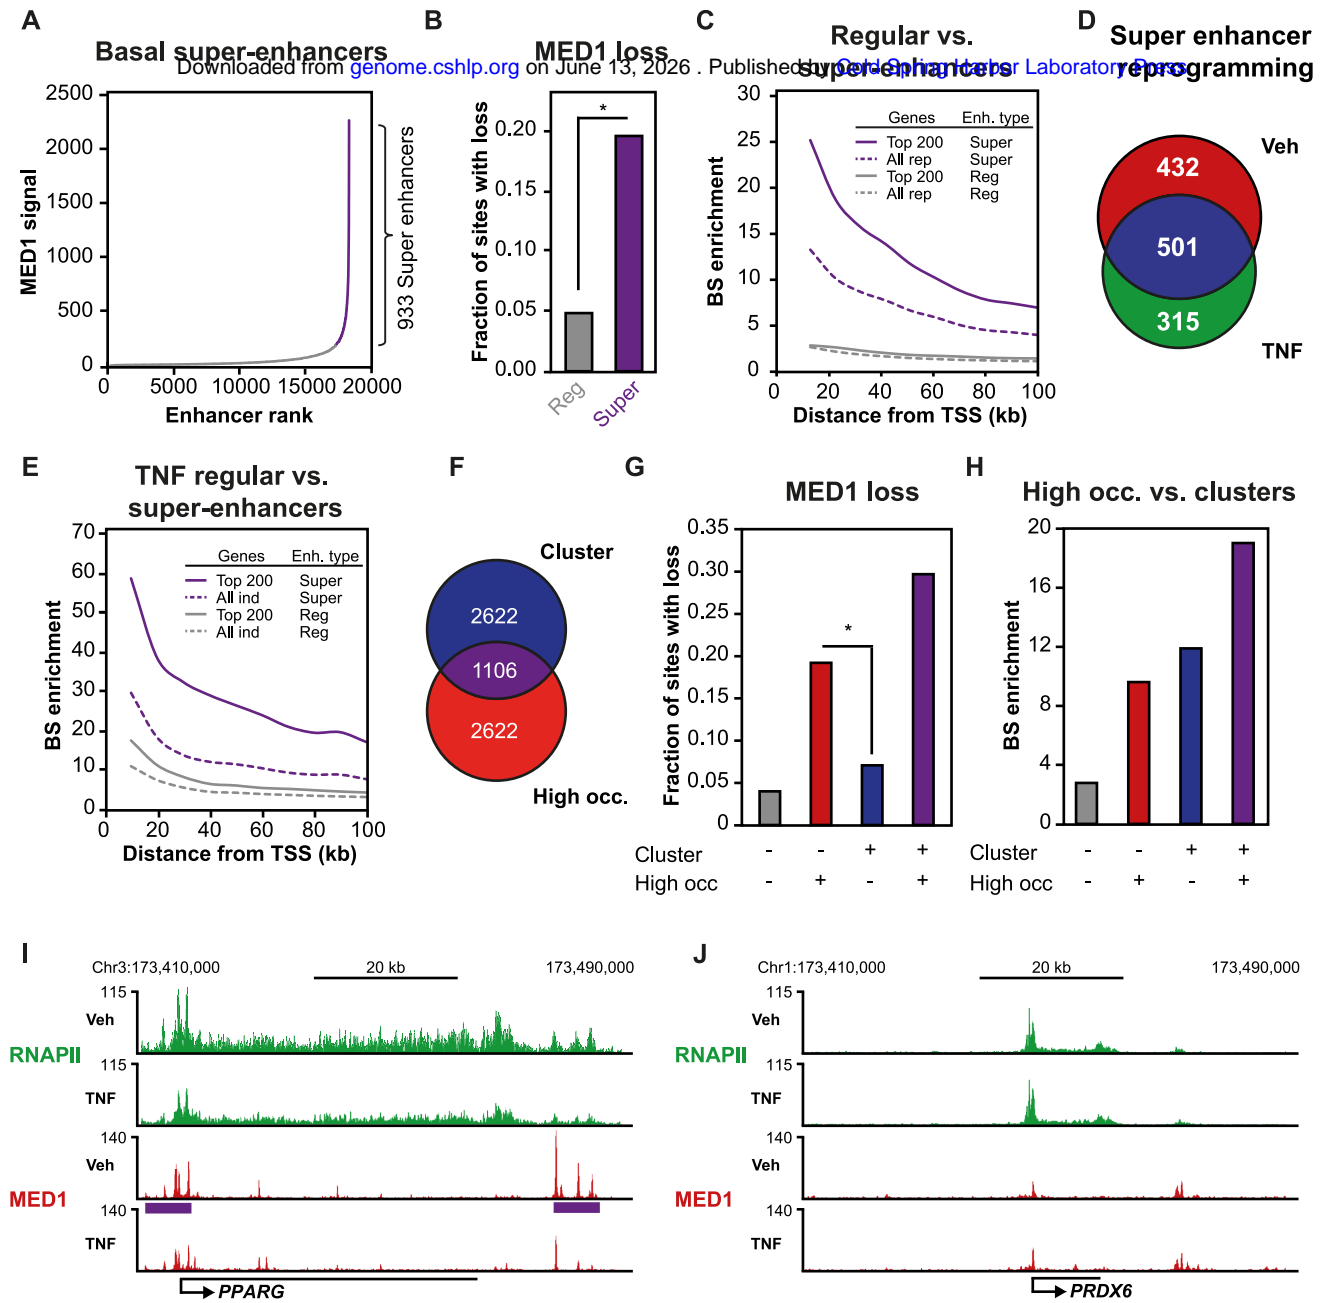 A
Basal super-enhancers
Downloaded from genome.cshlp.org on June 13, 2026 . Published by Cold Spring Harbor Laboratory Press
MED1 signal
2500
2000
1500
1000
500
0
0 5000 10000 15000 20000
Enhancer rank
933 Super enhancers
B
MED1 loss
Fraction of sites with loss
0.20
0.15
0.10
0.05
0.00
*
Reg
Super
C
Regular vs.
super-enhancers
BS enrichment
30
25
20
15
10
5
0
Genes Enh. type
Top 200 Super
All rep Super
Top 200 Reg
All rep Reg
0 20 40 60 80 100
Distance from TSS (kb)
D
Super enhancer
reprogramming
Veh
432
501
315
TNF
E
TNF regular vs.
super-enhancers
BS enrichment
70
60
50
40
30
20
10
0
Genes Enh. type
Top 200 Super
All ind Super
Top 200 Reg
All ind Reg
0 20 40 60 80 100
Distance from TSS (kb)
F
Cluster
2622
1106
2622
High occ.
G
MED1 loss
Fraction of sites with loss
0.35
0.30
0.25
0.20
0.15
0.10
0.05
0
*
Cluster - - + +
High occ - + - +
H
High occ. vs. clusters
BS enrichment
20
16
12
8
4
0
Cluster - - + +
High occ - + - +
I
Chr3:173,410,000 20 kb 173,490,000
115
Veh
RNAPII
115
TNF
140
Veh
MED1
140
TNF
PPARG
J
Chr1:173,410,000 20 kb 173,490,000
115
Veh
RNAPII
115
TNF
140
Veh
MED1
140
TNF
PRDX6